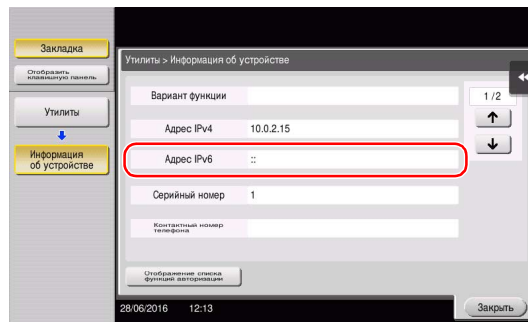 Закладка
Отобразить
клавишную панель
Утилиты
Информация
об устройстве
Утилиты > Информация об устройстве
Вариант функции
1 / 2
Адрес IPv4 10.0.2.15
Адрес IPv6 ::
Серийный номер 1
Контактный номер
телефона
Отображение списка
функций авторизации
28/06/2016 12:13
Закрыть